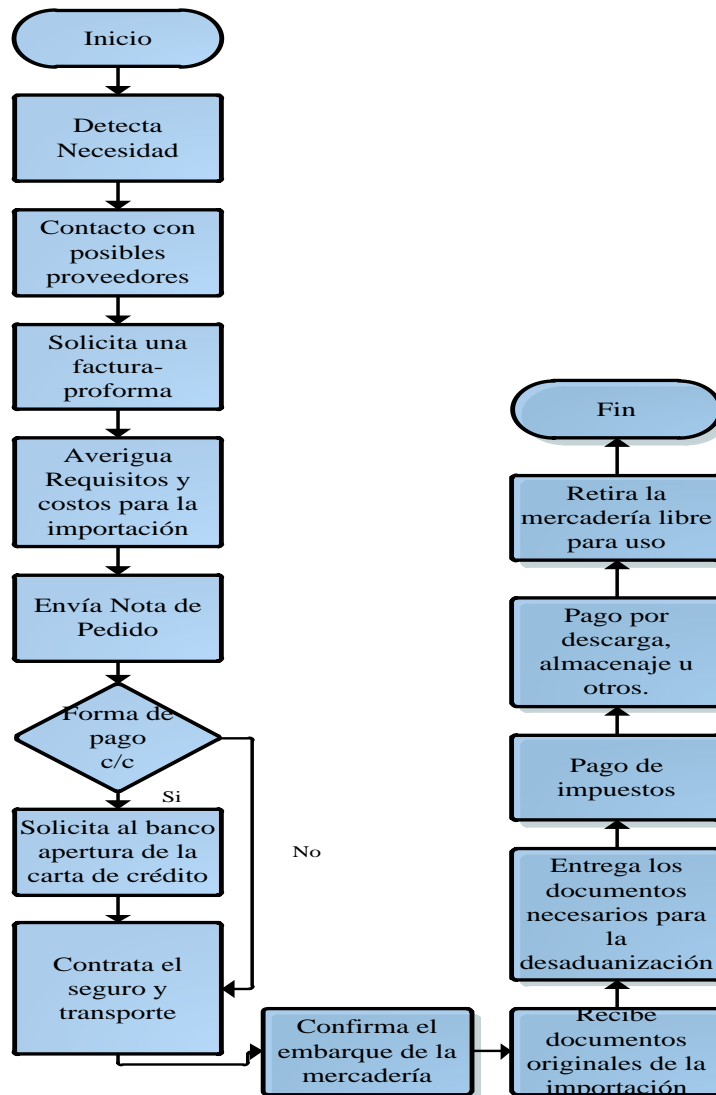 Inicio
Detecta
Necesidad
Contacto con
posibles
proveedores
Solicita una
factura-
proforma
Averigua
Requisitos y
costos para la
importación
Envía Nota de
Pedido
Forma de
pago
c/c
Si
No
Solicita al banco
apertura de la
carta de crédito
Contrata el
seguro y
transporte
Confirma el
embarque de la
mercadería
Recibe
documentos
originales de la
importación
Entrega los
documentos
necesarios para
la
desaduanización
Pago de
impuestos
Pago por
descarga,
almacenaje u
otros.
Retira la
mercadería libre
para uso
Fin